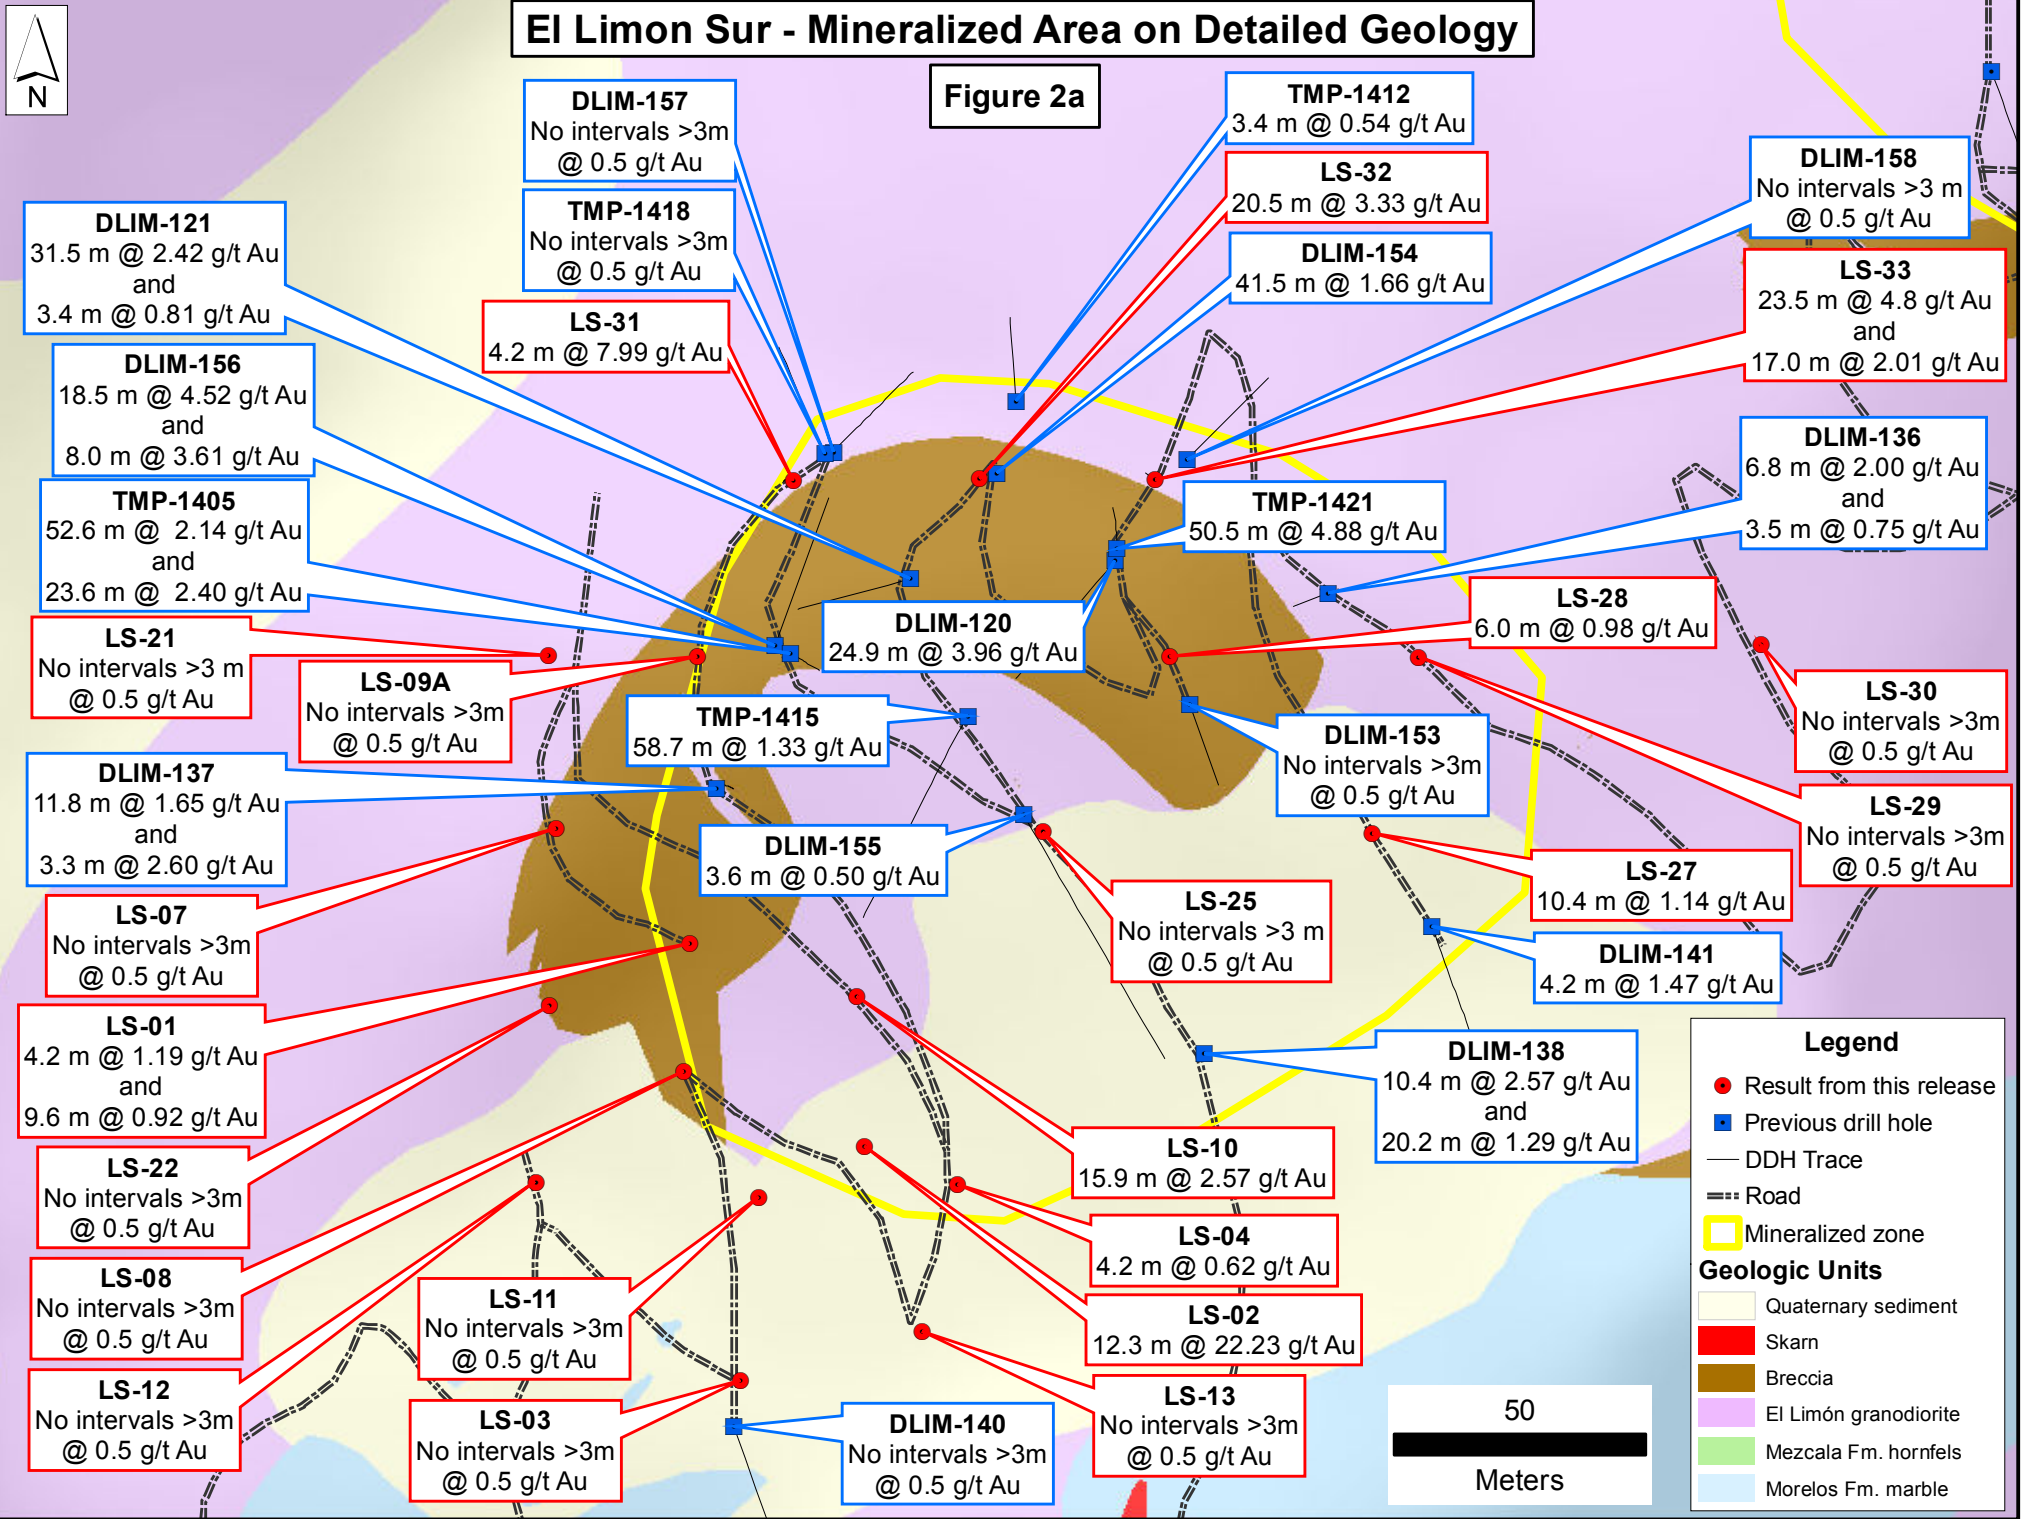 El Limon Sur - Mineralized Area on Detailed Geology
Figure 2a
N
DLIM-157
No intervals >3m
@ 0.5 g/t Au
TMP-1412
3.4 m @ 0.54 g/t Au
DLIM-158
No intervals >3 m
@ 0.5 g/t Au
LS-32
20.5 m @ 3.33 g/t Au
TMP-1418
No intervals >3m
@ 0.5 g/t Au
DLIM-121
31.5 m @ 2.42 g/t Au
and
3.4 m @ 0.81 g/t Au
DLIM-154
41.5 m @ 1.66 g/t Au
LS-33
23.5 m @ 4.8 g/t Au
and
17.0 m @ 2.01 g/t Au
LS-31
4.2 m @ 7.99 g/t Au
DLIM-156
18.5 m @ 4.52 g/t Au
and
8.0 m @ 3.61 g/t Au
DLIM-136
6.8 m @ 2.00 g/t Au
and
3.5 m @ 0.75 g/t Au
TMP-1405
52.6 m @ 2.14 g/t Au
and
23.6 m @ 2.40 g/t Au
TMP-1421
50.5 m @ 4.88 g/t Au
LS-28
6.0 m @ 0.98 g/t Au
DLIM-120
24.9 m @ 3.96 g/t Au
LS-21
No intervals >3 m
@ 0.5 g/t Au
LS-09A
No intervals >3m
@ 0.5 g/t Au
LS-30
No intervals >3m
@ 0.5 g/t Au
TMP-1415
58.7 m @ 1.33 g/t Au
DLIM-153
No intervals >3m
@ 0.5 g/t Au
DLIM-137
11.8 m @ 1.65 g/t Au
and
3.3 m @ 2.60 g/t Au
LS-29
No intervals >3m
@ 0.5 g/t Au
DLIM-155
3.6 m @ 0.50 g/t Au
LS-27
10.4 m @ 1.14 g/t Au
LS-25
No intervals >3 m
@ 0.5 g/t Au
LS-07
No intervals >3m
@ 0.5 g/t Au
DLIM-141
4.2 m @ 1.47 g/t Au
LS-01
4.2 m @ 1.19 g/t Au
and
9.6 m @ 0.92 g/t Au
DLIM-138
10.4 m @ 2.57 g/t Au
and
20.2 m @ 1.29 g/t Au
LS-22
No intervals >3m
@ 0.5 g/t Au
LS-10
15.9 m @ 2.57 g/t Au
LS-04
4.2 m @ 0.62 g/t Au
LS-08
No intervals >3m
@ 0.5 g/t Au
LS-11
No intervals >3m
@ 0.5 g/t Au
LS-02
12.3 m @ 22.23 g/t Au
LS-12
No intervals >3m
@ 0.5 g/t Au
LS-03
No intervals >3m
@ 0.5 g/t Au
DLIM-140
No intervals >3m
@ 0.5 g/t Au
LS-13
No intervals >3m
@ 0.5 g/t Au
50
Meters
Legend
Result from this release
Previous drill hole
DDH Trace
Road
Mineralized zone
Geologic Units
Quaternary sediment
Skarn
Breccia
El Limón granodiorite
Mezcala Fm. hornfels
Morelos Fm. marble